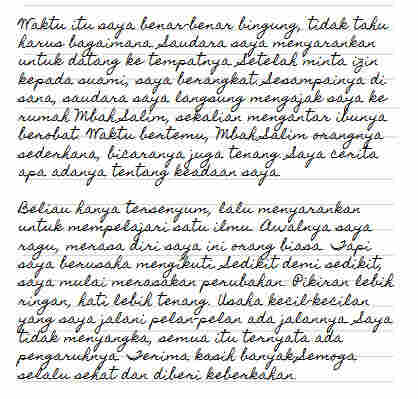 Waktu itu saya benar-benar bingung, tidak tahu
harus bagaimana. Saudara saya menyarankan
untuk datang ke tempatnya. Setelah minta izin
kepada suami, saya berangkat. Sesampainya di
sana, saudara saya langsung mengajak saya ke
rumah Mbah Salim, sekalian mengantar ibunya
berobat. Waktu bertemu, Mbah Salim orangnya
sederhana, bicaranya juga tenang. Saya cerita
apa adanya tentang keadaan saya.

Beliau hanya tersenyum, lalu menyarankan
untuk mempelajari satu ilmu. Awalnya saya
ragu, merasa diri saya ini orang biasa. Tapi
saya berusaha mengikuti. Sedikit demi sedikit,
saya mulai merasakan perubahan. Pikiran lebih
ringan, hati lebih tenang. Usaha kecil-kecilan
yang saya jalani pelan-pelan ada jalannya. Saya
tidak menyangka, semua itu ternyata ada
pengaruhnya. Terima kasih banyak,Semoga
selalu sehat dan diberi keberkahan.